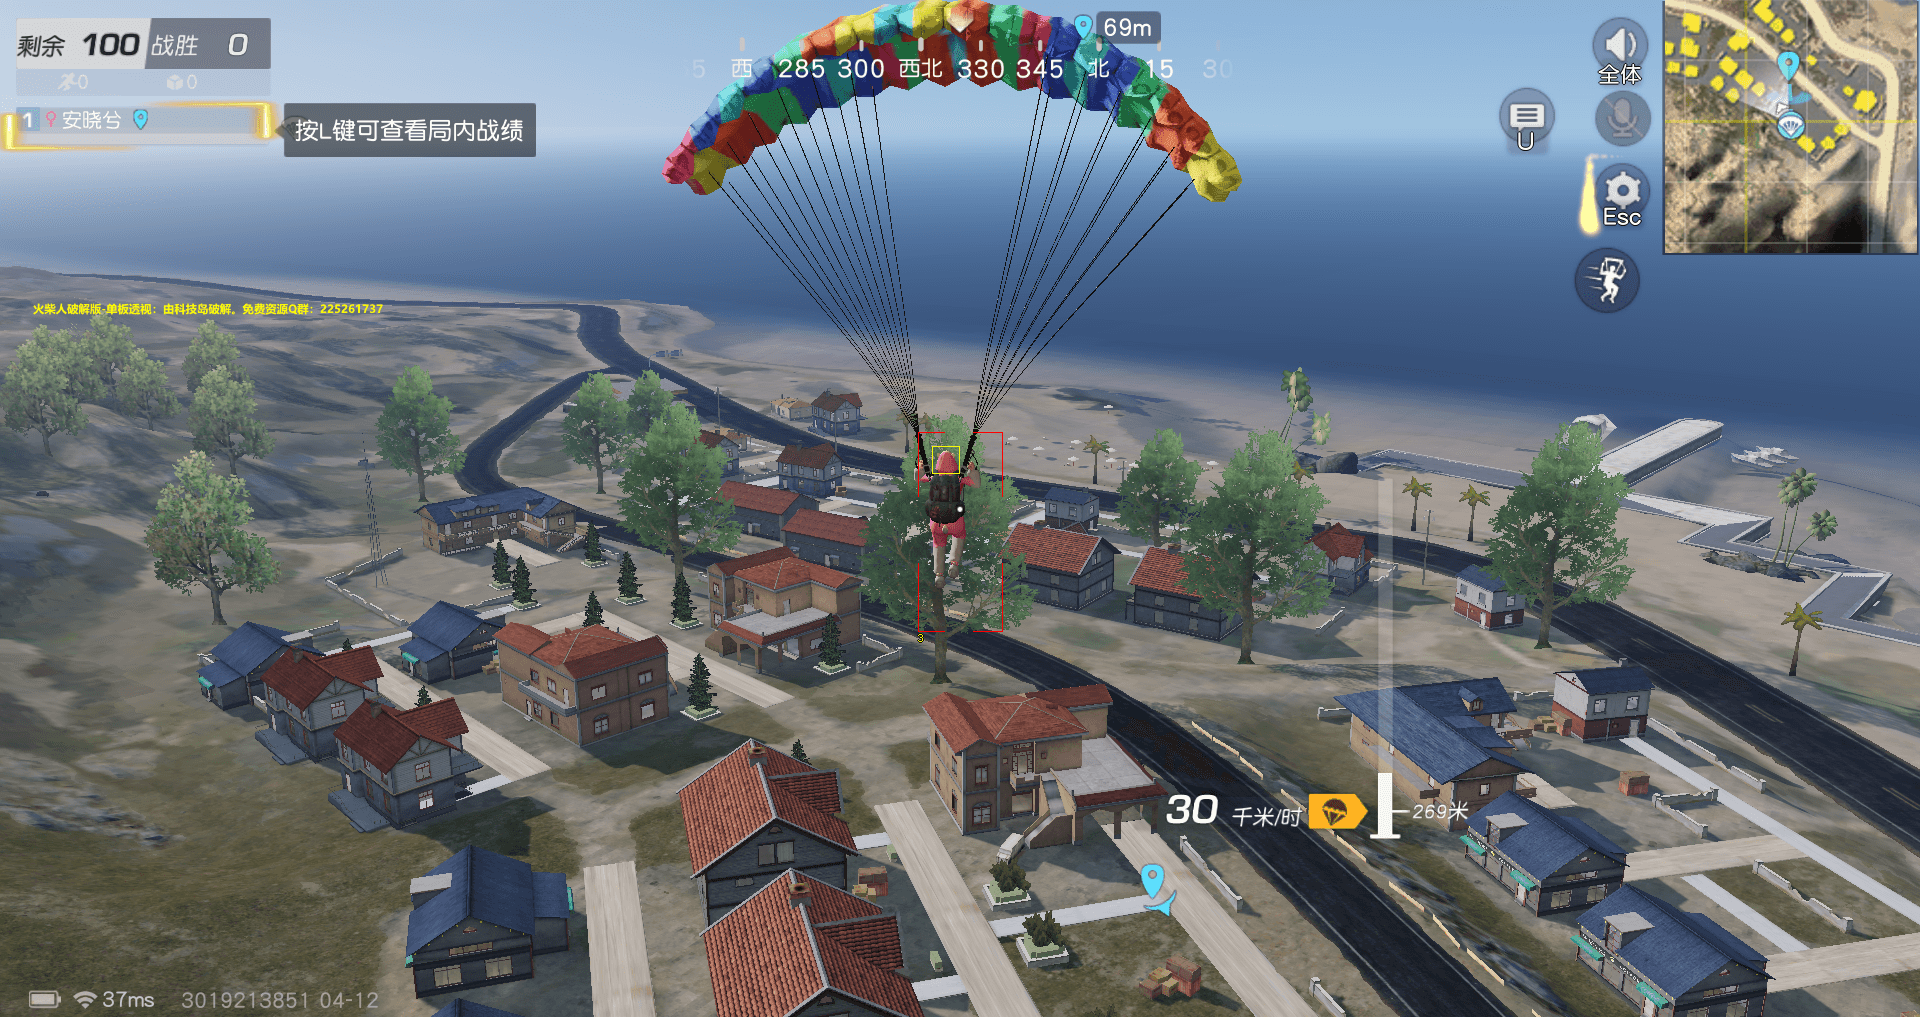 剩余 100 战胜 0
0 0
1 安晓兮
按L键可查看局内战绩
69m
5 西 285 300 西北 330 345 北 15 30
全体
U
Esc
火柴人破解版-单板透视：由科技岛破解。免费资源Q群：225261737
3
30 千米/时
269米
37ms 3019213851 04-12